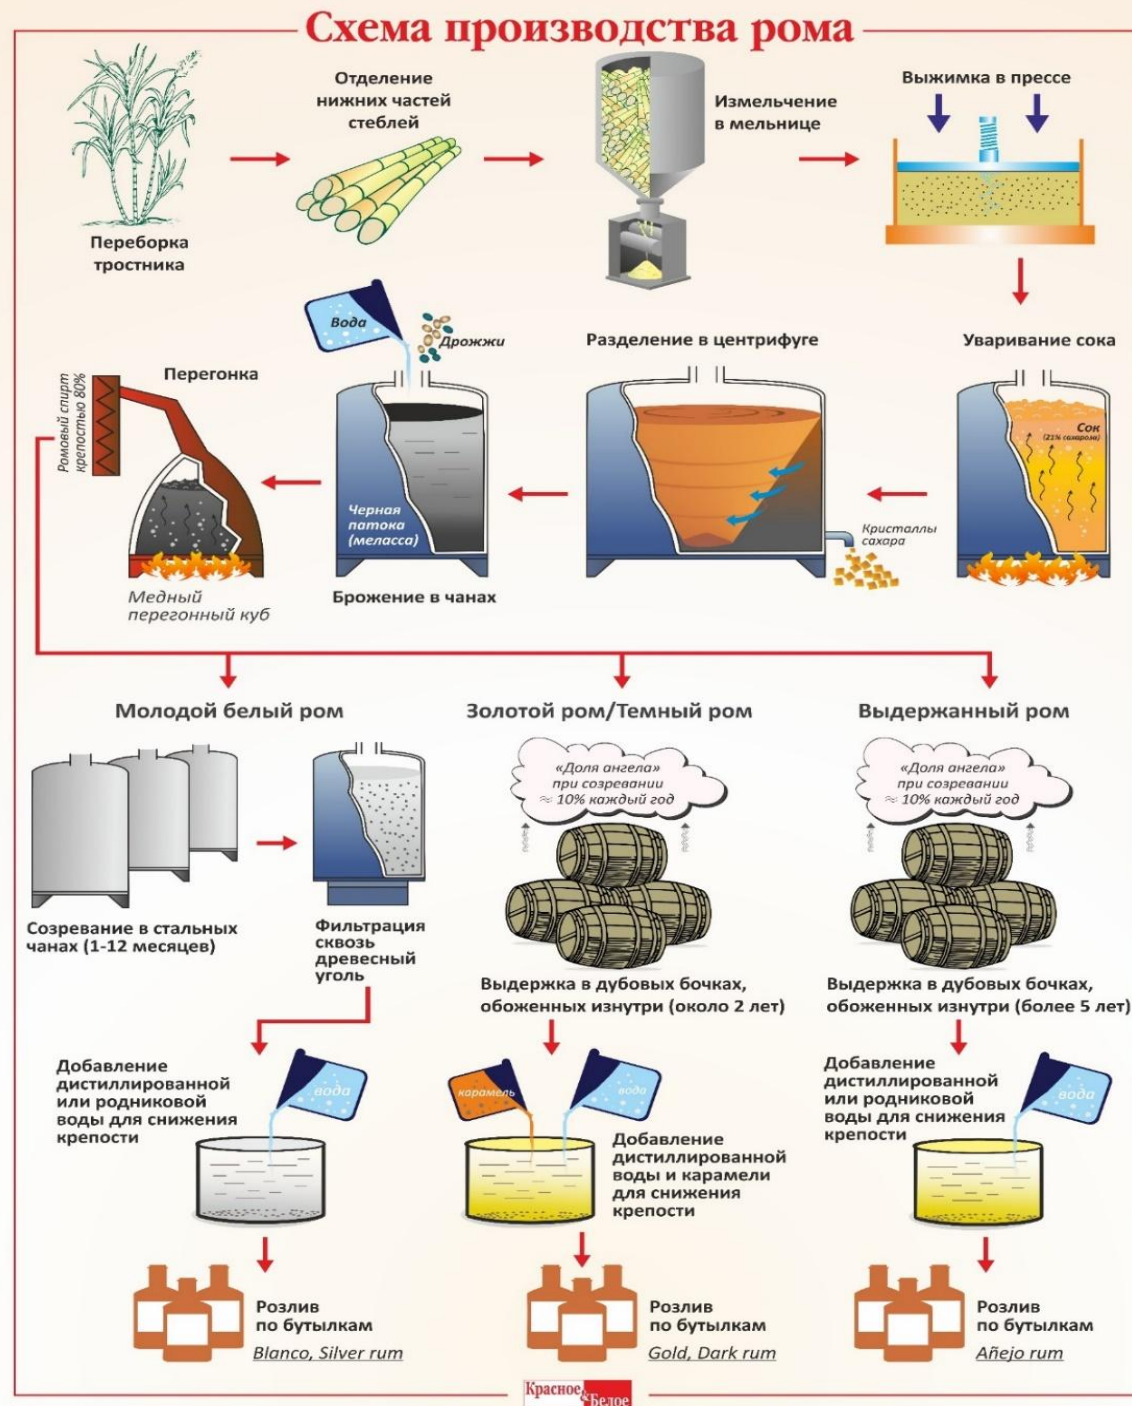 Схема производства рома
Переборка
тростника
Отделение
нижних частей
стеблей
Измельчение
в мельнице
Выжимка в прессе
Уваривание сока
Сок
(21% сахарозы)
Разделение в центрифуге
Кристаллы
сахара
Вода
Дрожжи
Черная
патока
(меласса)
Брожение в чанах
Перегонка
Ромовый спирт
крепостью 80%
Медный
перегонный куб
Молодой белый ром
Созревание в стальных
чанах (1-12 месяцев)
Фильтрация
сквозь
древесный
уголь
Добавление
дистиллированной
или родниковой
воды для снижения
крепости
вода
Розлив
по бутылкам
Blanco, Silver rum
Золотой ром/Темный ром
«Доля ангела»
при созревании
≈ 10% каждый год
Выдержка в дубовых бочках,
обоженных изнутри (около 2 лет)
карамель
вода
Добавление
дистиллированной
воды и карамели
для снижения
крепости
Розлив
по бутылкам
Gold, Dark rum
Выдержанный ром
«Доля ангела»
при созревании
≈ 10% каждый год
Выдержка в дубовых бочках,
обоженных изнутри (более 5 лет)
Добавление
дистиллированной
или родниковой
воды для снижения
крепости
вода
Розлив
по бутылкам
Añejo rum
Красное&Белое